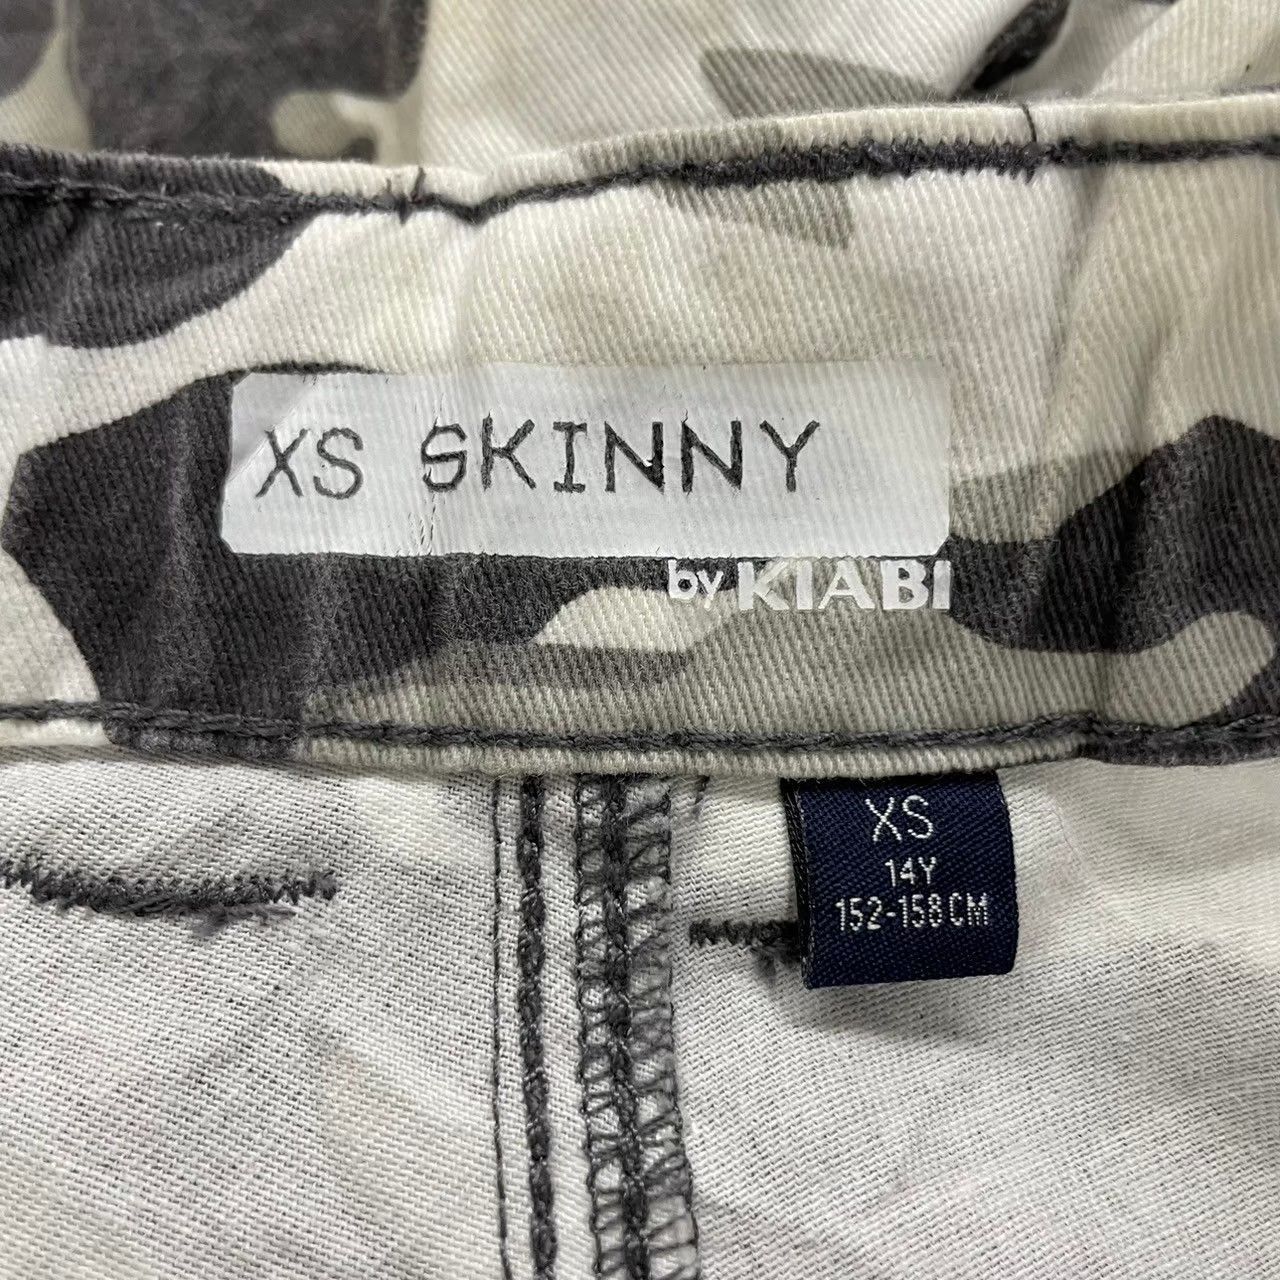 XS SKINNY
by KIABI
XS
14Y
152-158CM